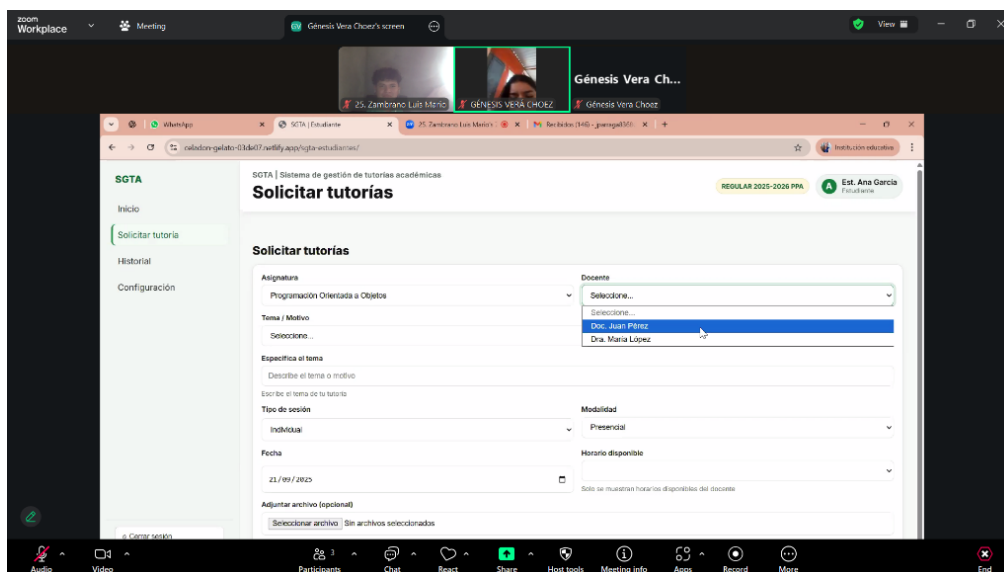 zoom
Workplace
Meeting
GV Génesis Vera Choez's screen
View
25. Zambrano Luis Mario
GÉNESIS VERA CHOEZ
Génesis Vera Ch...
Génesis Vera Choez
WhatsApp
SGTA | Estudiante
25. Zambrano Luis Mario's
Recibidos
celadon-gelato-03de07.netlify.app/sgta-estudiantes/
Institución educativa
SGTA
Inicio
Solicitar tutoría
Historial
Configuración
Cerrar sesión
SGTA | Sistema de gestión de tutorías académicas
Solicitar tutorías
REGULAR 2025-2026 PPA
A
Est. Ana García
Estudiante
Solicitar tutorías
Asignatura
Programación Orientada a Objetos
Docente
Seleccione...
Seleccione...
Doc. Juan Pérez
Dra. María López
Tema / Motivo
Seleccione...
Especifica el tema
Describe el tema o motivo
Escribe el tema de tu tutoría
Tipo de sesión
Individual
Modalidad
Presencial
Fecha
21/09/2025
Horario disponible
Solo se muestran horarios disponibles del docente
Adjuntar archivo (opcional)
Seleccionar archivo Sin archivos seleccionados
Audio
Video
3
Participants
Chat
React
Share
Host tools
Meeting info
Apps
Record
More
End